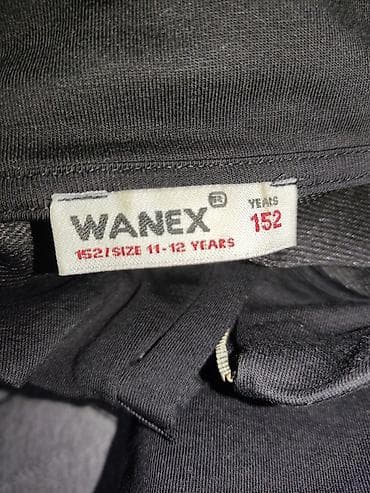 WANEX®
YEARS
152
152 / SIZE 11-12 YEARS